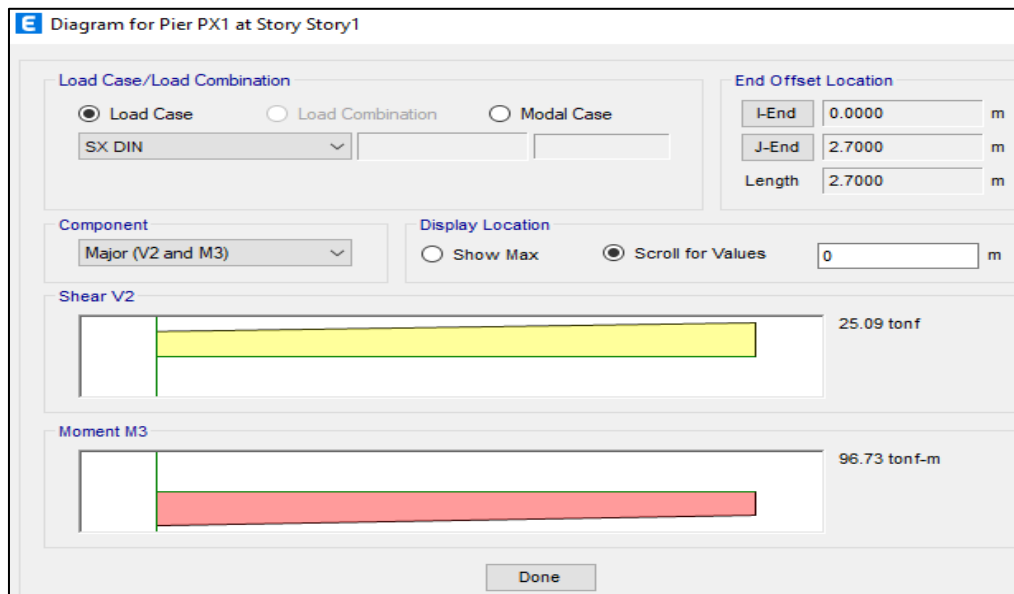 E Diagram for Pier PX1 at Story Story1
Load Case/Load Combination
Load Case Load Combination Modal Case
SX DIN
End Offset Location
I-End 0.0000 m
J-End 2.7000 m
Length 2.7000 m
Component
Major (V2 and M3)
Display Location
Show Max Scroll for Values 0 m
Shear V2
25.09 tonf
Moment M3
96.73 tonf-m
Done